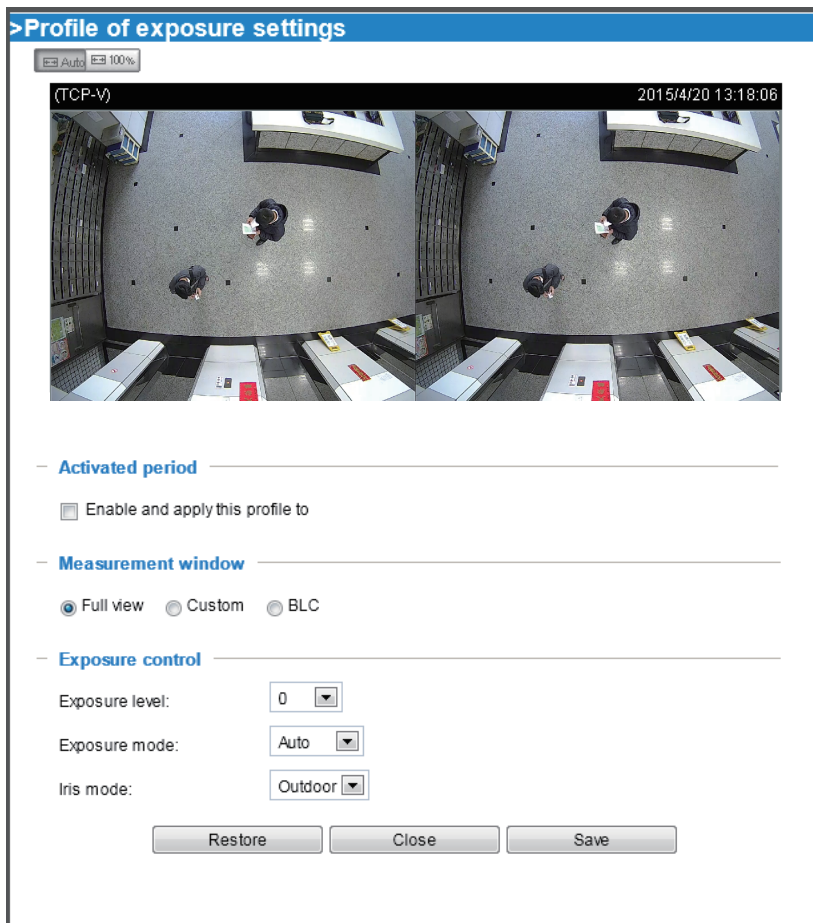 >Profile of exposure settings
Auto 100%
(TCP-V) 2015/4/20 13:18:06
Activated period
Enable and apply this profile to
Measurement window
Full view Custom BLC
Exposure control
Exposure level: 0
Exposure mode: Auto
Iris mode: Outdoor
Restore Close Save